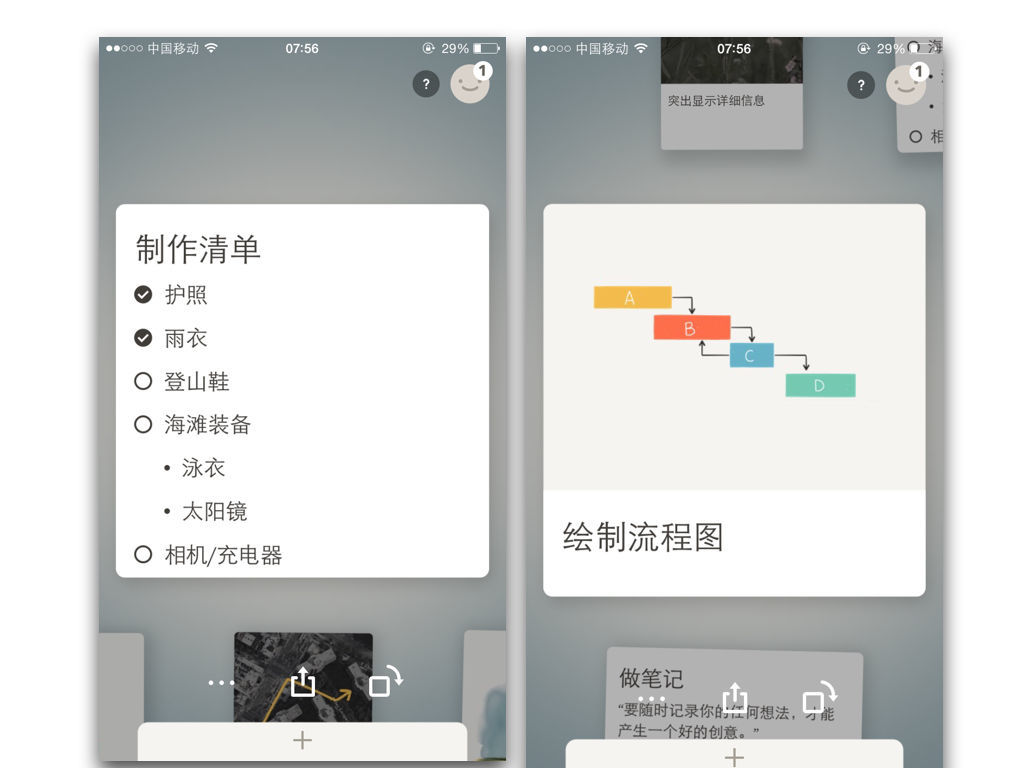 中国移动
07:56
29%
?
1
制作清单
护照
雨衣
登山鞋
海滩装备
• 泳衣
• 太阳镜
相机/充电器
中国移动
07:56
29%
海
?
1
突出显示详细信息
相
A
B
C
D
绘制流程图
做笔记
“要随时记录你的任何想法，才能
产生一个好的创意。”